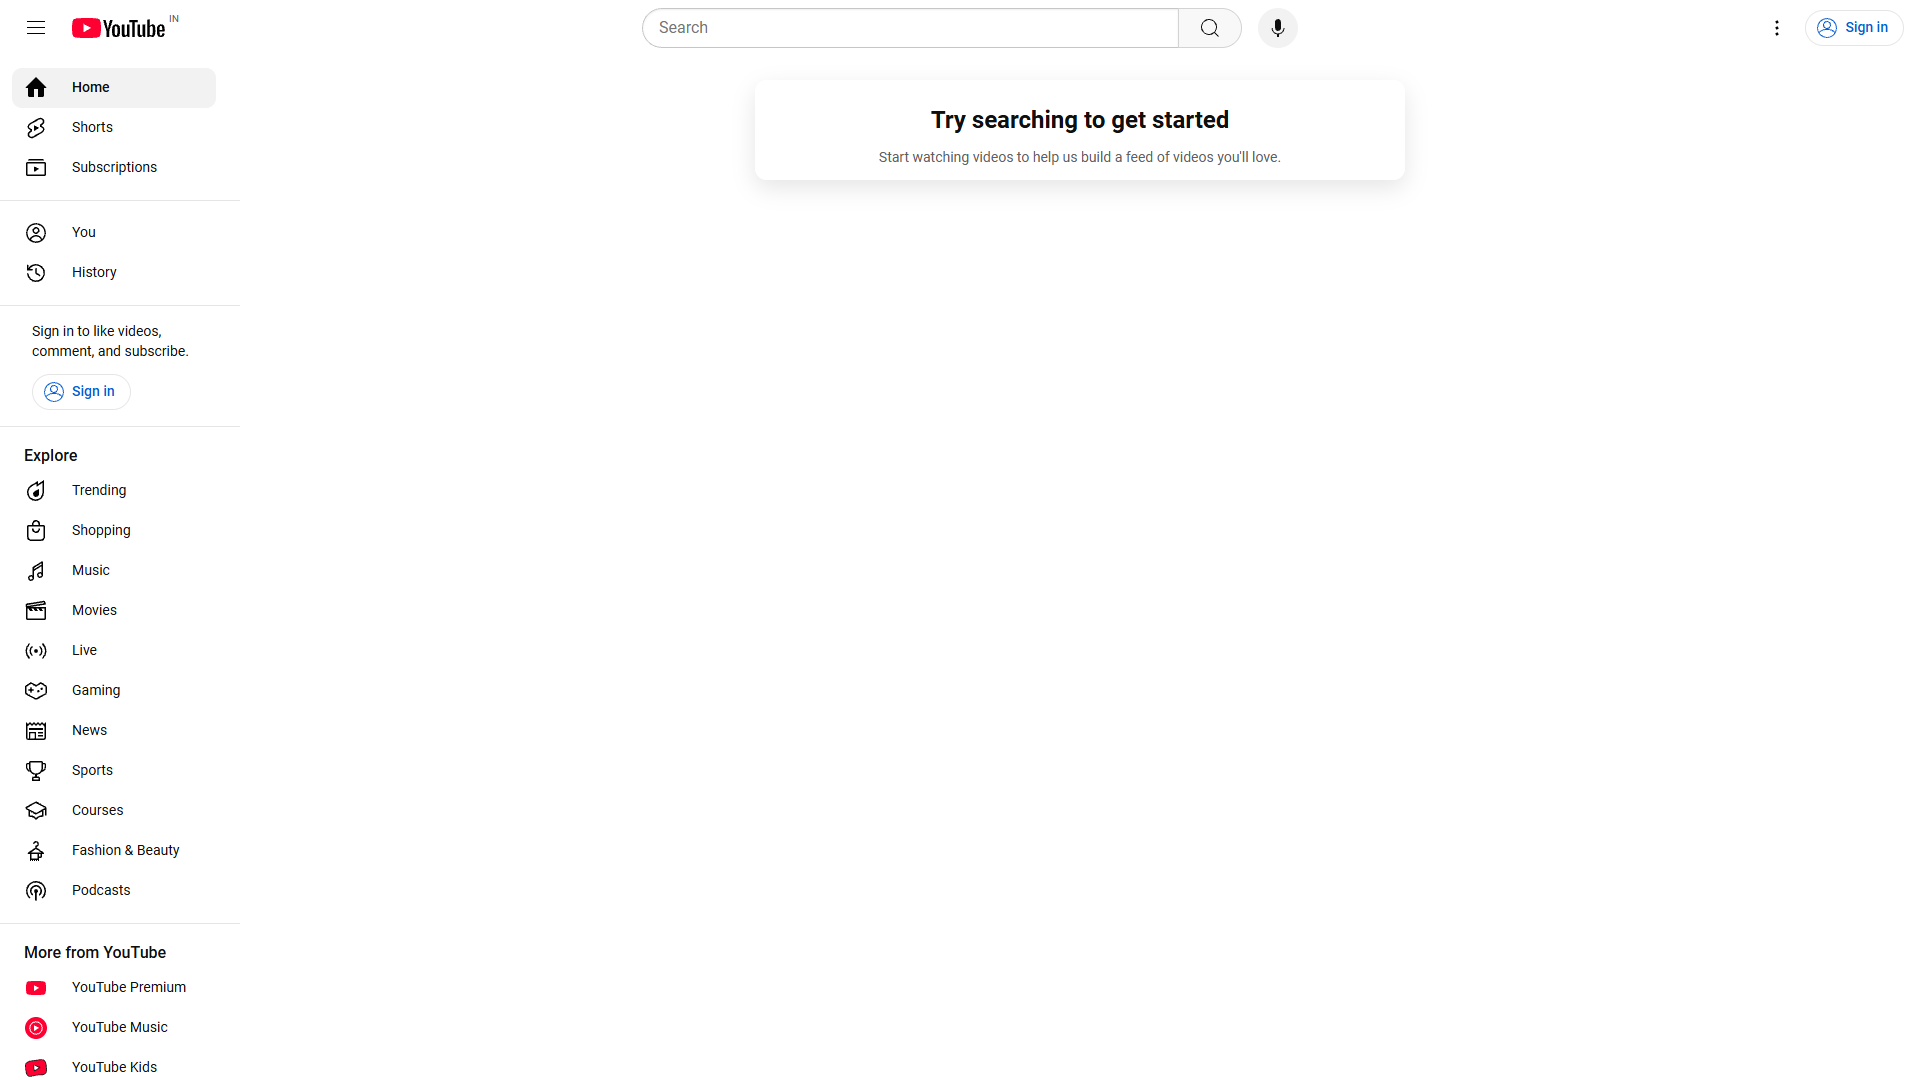 YouTube IN
Search
Sign in
Home
Shorts
Subscriptions
You
History
Sign in to like videos,
comment, and subscribe.
Sign in
Explore
Trending
Shopping
Music
Movies
Live
Gaming
News
Sports
Courses
Fashion & Beauty
Podcasts
More from YouTube
YouTube Premium
YouTube Music
YouTube Kids
Try searching to get started
Start watching videos to help us build a feed of videos you'll love.